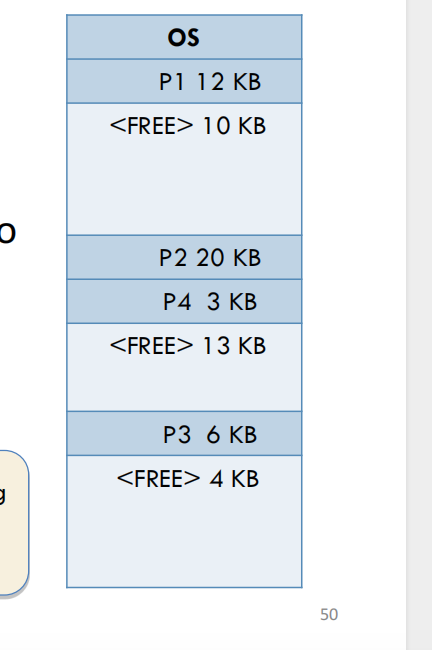 OS
P1 12 KB
<FREE> 10 KB
O
P2 20 KB
P4 3 KB
<FREE> 13 KB
P3 6 KB
<FREE> 4 KB
g
50